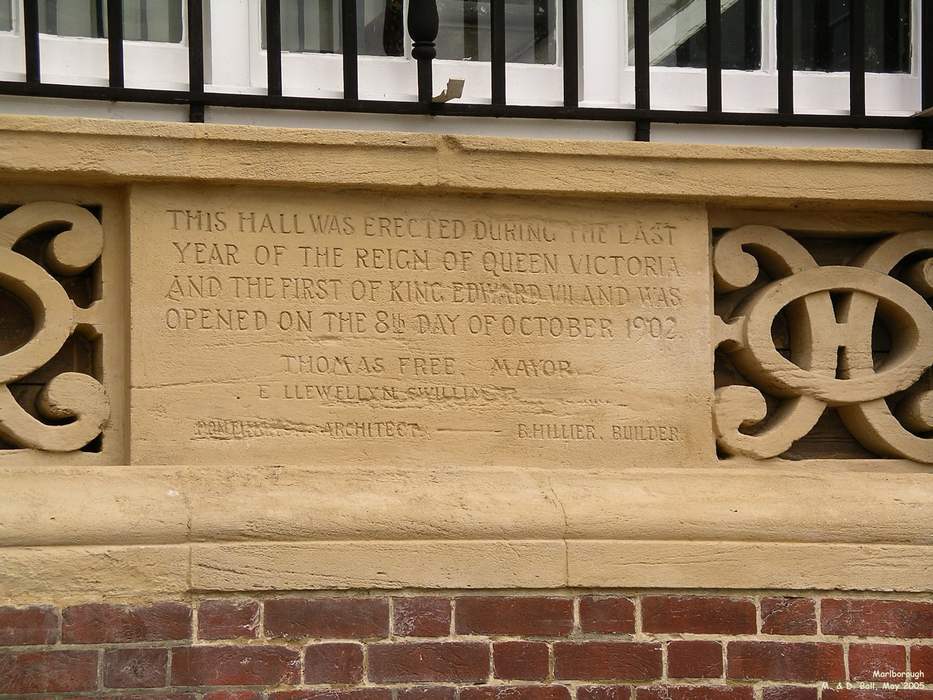 THIS HALL WAS ERECTED DURING THE LAST
YEAR OF THE REIGN OF QUEEN VICTORIA
AND THE FIRST OF KING EDWARD VII AND WAS
OPENED ON THE 8th DAY OF OCTOBER 1902.
THOMAS FREE. MAYOR.
E LLEWELLYN
ARCHITECT. B. HILLIER. BUILDER.
Marlborough
M. & D. Ball, May 2005